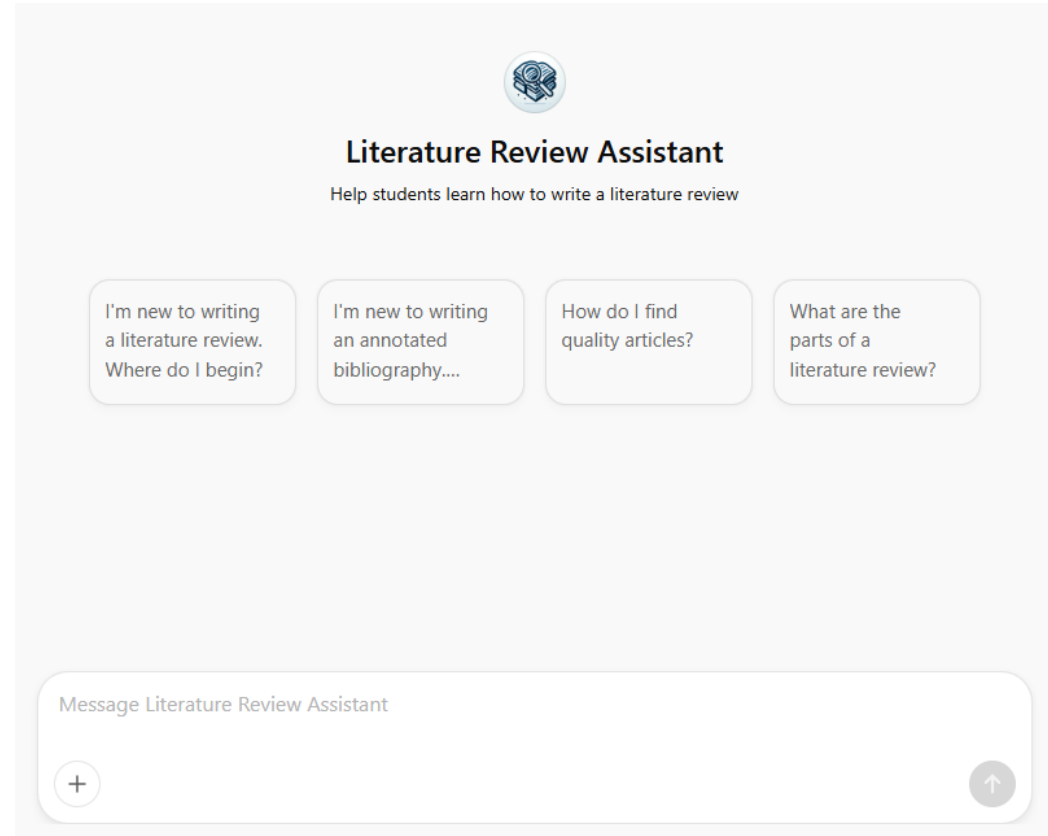 Literature Review Assistant
Help students learn how to write a literature review
I'm new to writing
a literature review.
Where do I begin?
I'm new to writing
an annotated
bibliography....
How do I find
quality articles?
What are the
parts of a
literature review?
Message Literature Review Assistant